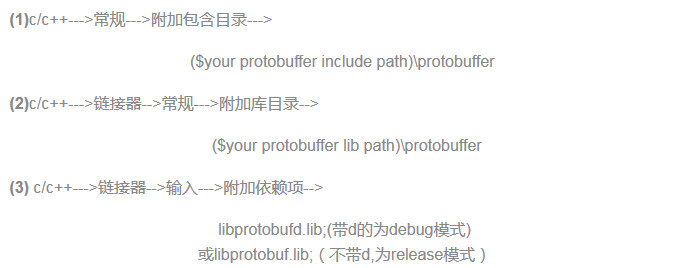 (1)c/c++--->常规--->附加包含目录--->
($your protobuffer include path)\protobuffer
(2)c/c++--->链接器-->常规--->附加库目录-->
($your protobuffer lib path)\protobuffer
(3) c/c++--->链接器-->输入--->附加依赖项-->
libprotobufd.lib;(带d的为debug模式)
或libprotobuf.lib;（不带d,为release模式）